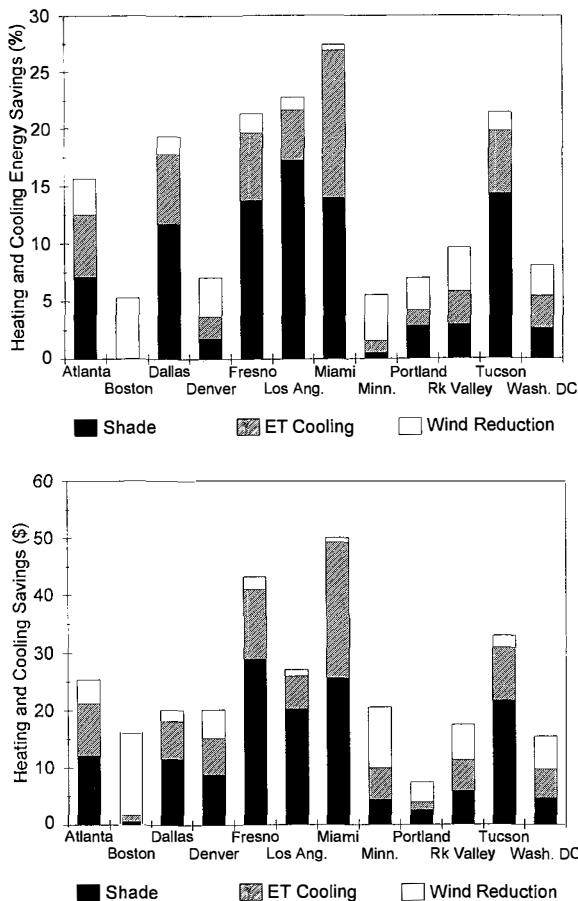 Heating and Cooling Energy Savings (%)
30
25
20
15
10
5
0
Atlanta Dallas Fresno Miami Portland Tucson
Boston Denver Los Ang. Minn. Rk Valley Wash. DC
Shade ET Cooling Wind Reduction
Heating and Cooling Savings ($)
60
50
40
30
20
10
0
Atlanta Dallas Fresno Miami Portland Tucson
Boston Denver Los Ang. Minn. Rk Valley Wash. DC
Shade ET Cooling Wind Reduction